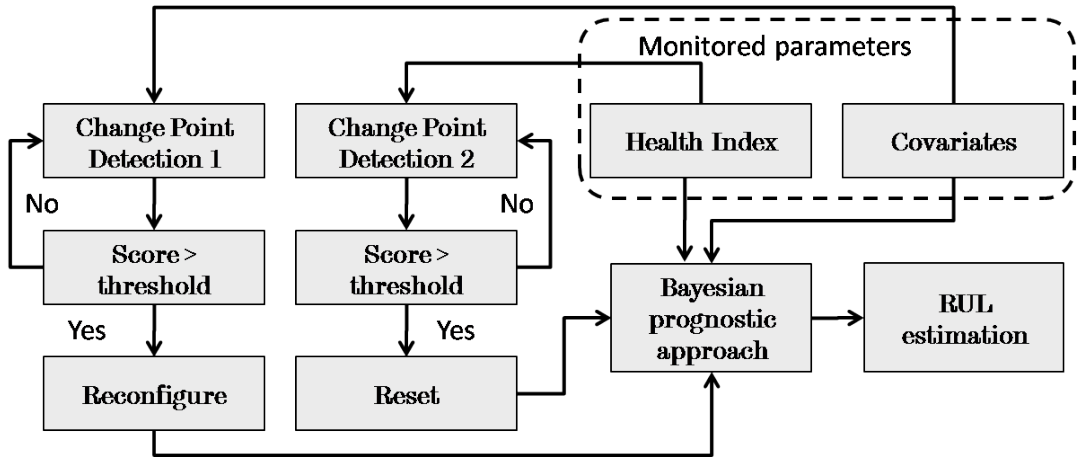 Monitored parameters
Change Point
Detection 1
Change Point
Detection 2
Health Index
Covariates
No
No
Score >
threshold
Score >
threshold
Bayesian
prognostic
approach
RUL
estimation
Yes
Yes
Reconfigure
Reset